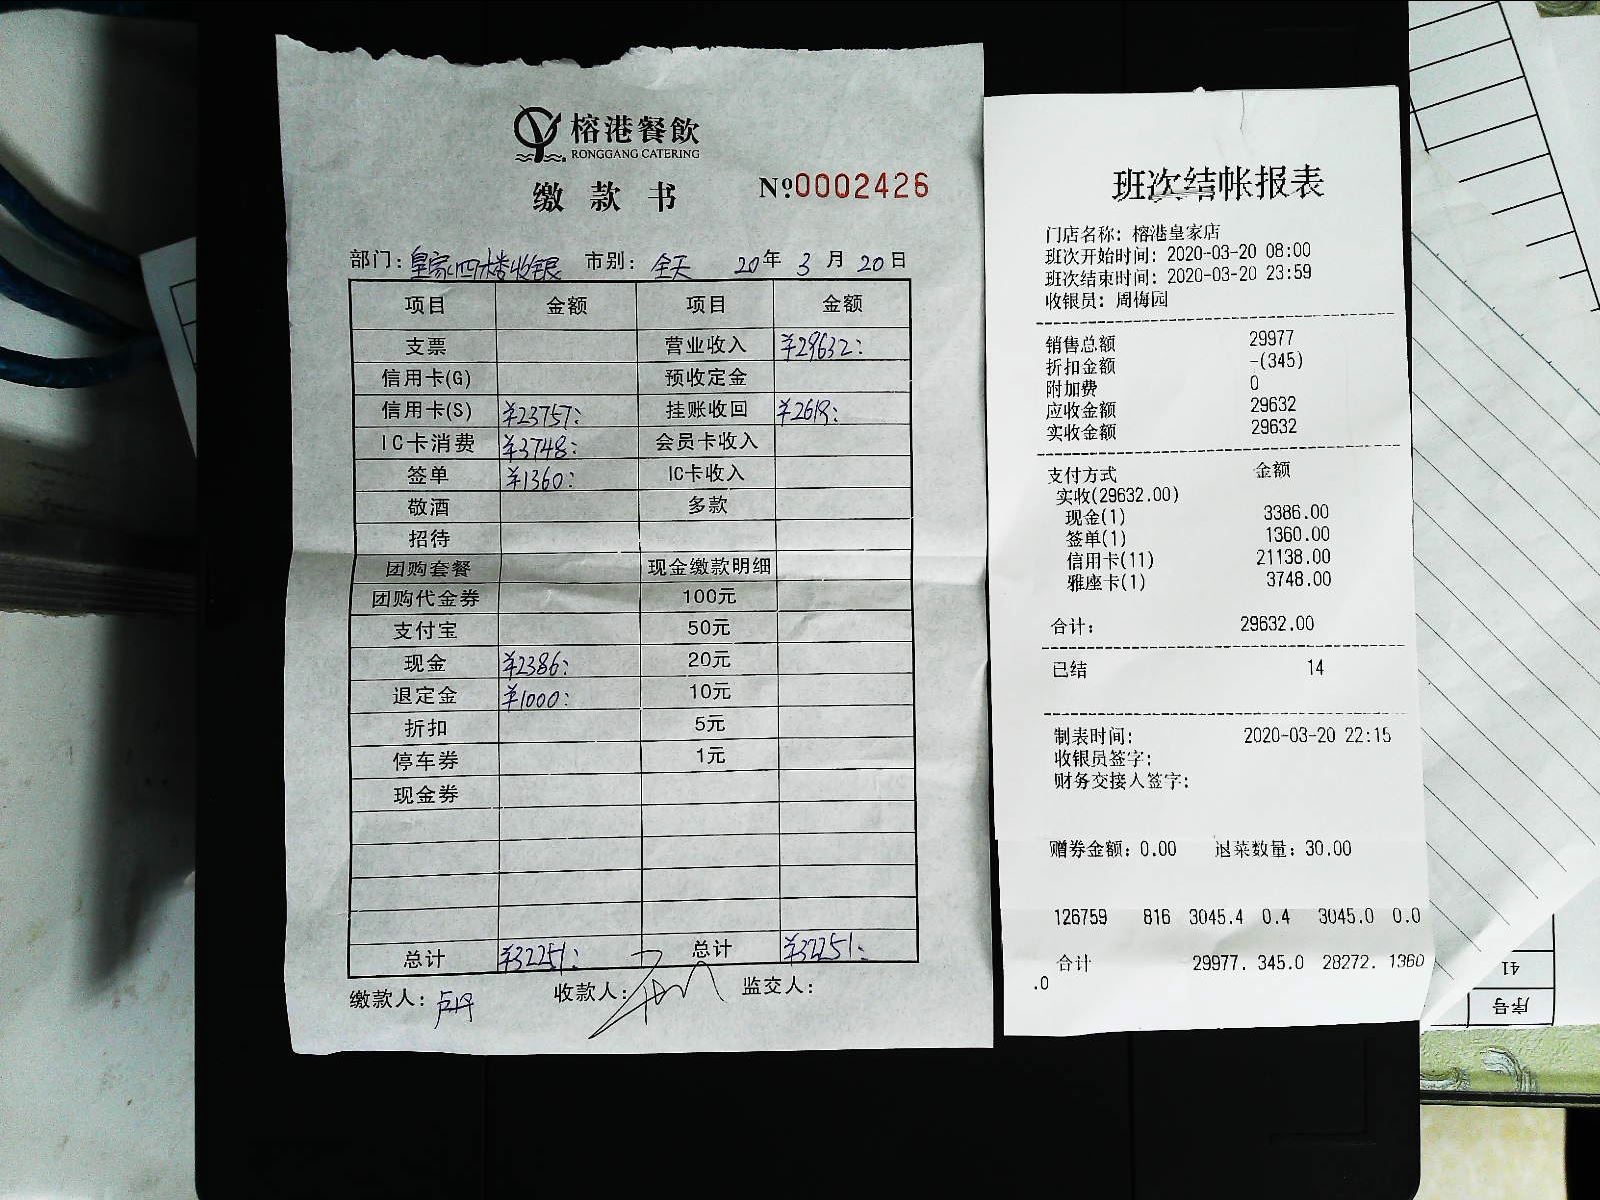 榕港餐飲
RONGGANG CATERING
缴款书 №0002426
部门：皇家四楼收银 市别：全天 20年 3月 20日
项目 金额 项目 金额
支票 营业收入 ¥29632：
信用卡(G) 预收定金
信用卡(S) ¥23757： 挂账收回 ¥2619：
IC卡消费 ¥3748： 会员卡收入
签单 ¥1360： IC卡收入
敬酒 多款
招待
团购套餐 现金缴款明细
团购代金券 100元
支付宝 50元
现金 ¥2386： 20元
退定金 ¥1000： 10元
折扣 5元
停车券 1元
现金券
总计 ¥32251： 总计 ¥32251：
缴款人：卢丹 收款人： 监交人：
班次结帐报表
门店名称: 榕港皇家店
班次开始时间: 2020-03-20 08:00
班次结束时间: 2020-03-20 23:59
收银员: 周梅园
销售总额 29977
折扣金额 -(345)
附加费 0
应收金额 29632
实收金额 29632
支付方式 金额
实收(29632.00)
现金(1) 3386.00
签单(1) 1360.00
信用卡(11) 21138.00
雅座卡(1) 3748.00
合计: 29632.00
已结 14
制表时间: 2020-03-20 22:15
收银员签字:
财务交接人签字:
赠券金额: 0.00 退菜数量: 30.00
126759 816 3045.4 0.4 3045.0 0.0
合计 29977. 345.0 28272. 1360
.0
41
序号